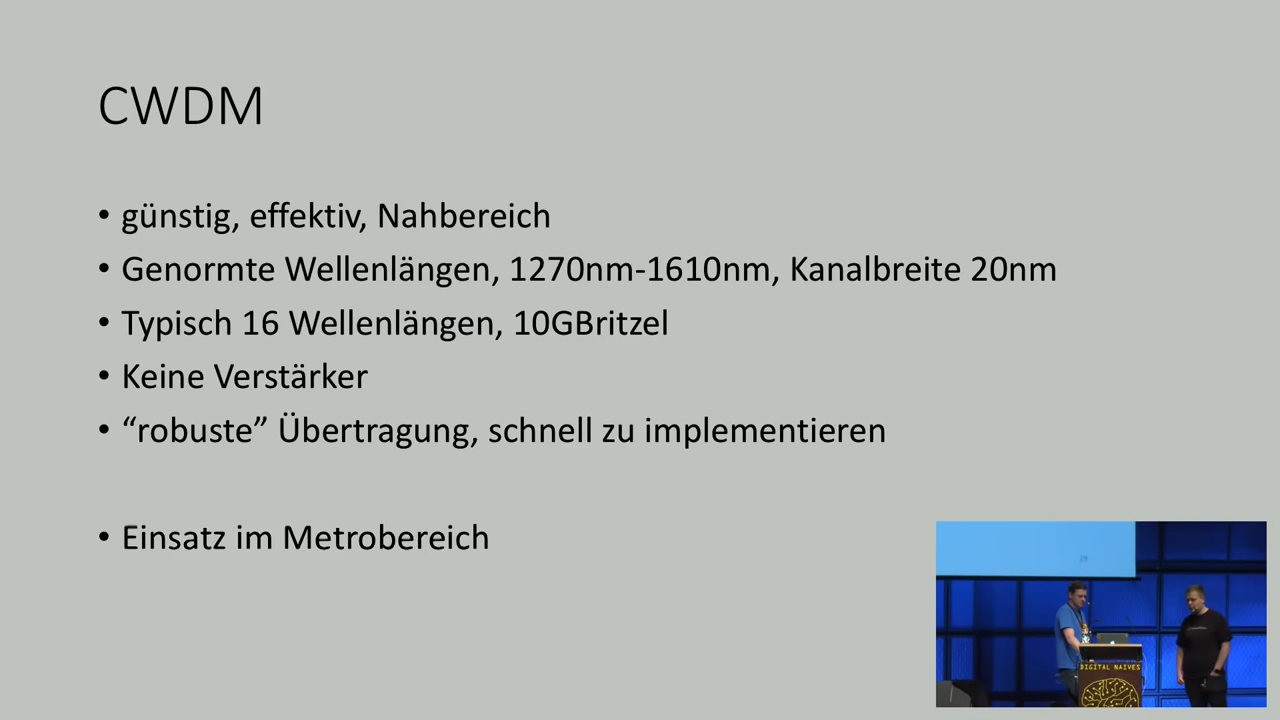 CWDM
• günstig, effektiv, Nahbereich
• Genormte Wellenlängen, 1270nm-1610nm, Kanalbreite 20nm
• Typisch 16 Wellenlängen, 10GBritzel
• Keine Verstärker
• “robuste” Übertragung, schnell zu implementieren
• Einsatz im Metrobereich
DIGITAL NAIVES